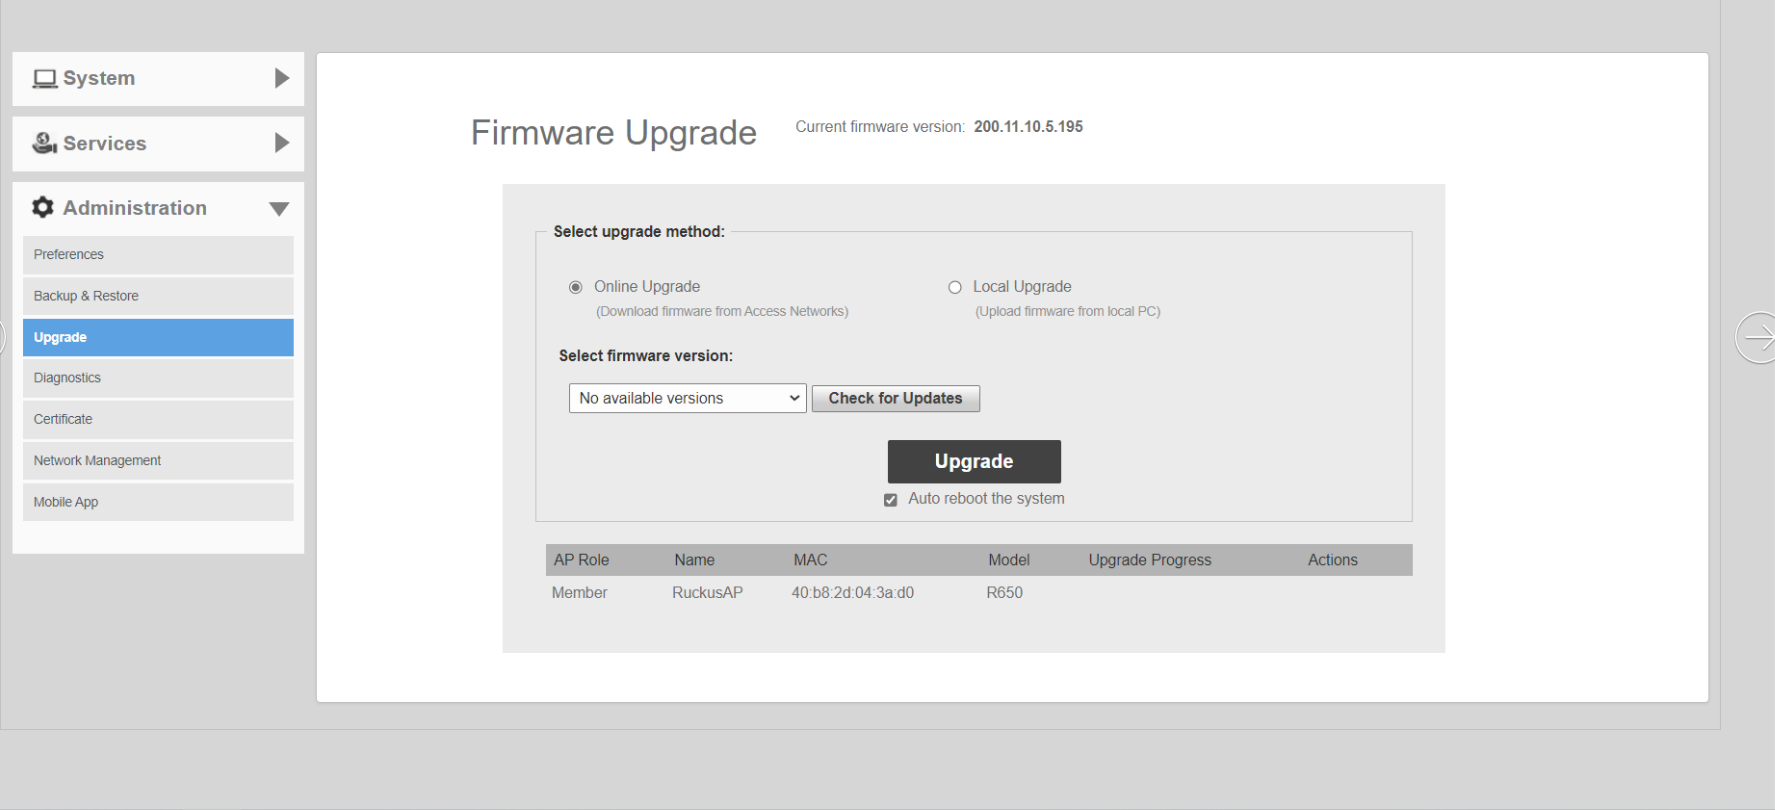 System
Services
Administration
Preferences
Backup & Restore
Upgrade
Diagnostics
Certificate
Network Management
Mobile App
Firmware Upgrade
Current firmware version: 200.11.10.5.195
Select upgrade method:
Online Upgrade
(Download firmware from Access Networks)
Local Upgrade
(Upload firmware from local PC)
Select firmware version:
No available versions
Check for Updates
Upgrade
Auto reboot the system
AP Role Name MAC Model Upgrade Progress Actions
Member RuckusAP 40:b8:2d:04:3a:d0 R650